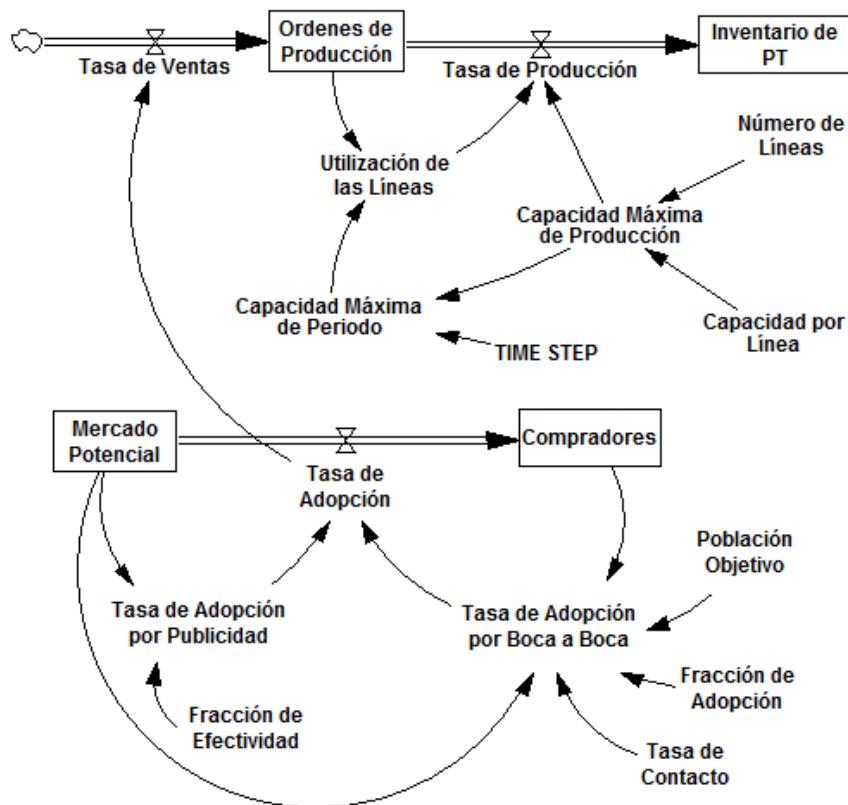 Ordenes de
Producción
Inventario de
PT
Tasa de Ventas
Tasa de Producción
Número de
Líneas
Utilización de
las Líneas
Capacidad Máxima
de Producción
Capacidad Máxima
de Periodo
Capacidad por
Línea
TIME STEP
Mercado
Potencial
Compradores
Tasa de
Adopción
Población
Objetivo
Tasa de Adopción
por Publicidad
Tasa de Adopción
por Boca a Boca
Fracción de
Adopción
Fracción de
Efectividad
Tasa de
Contacto